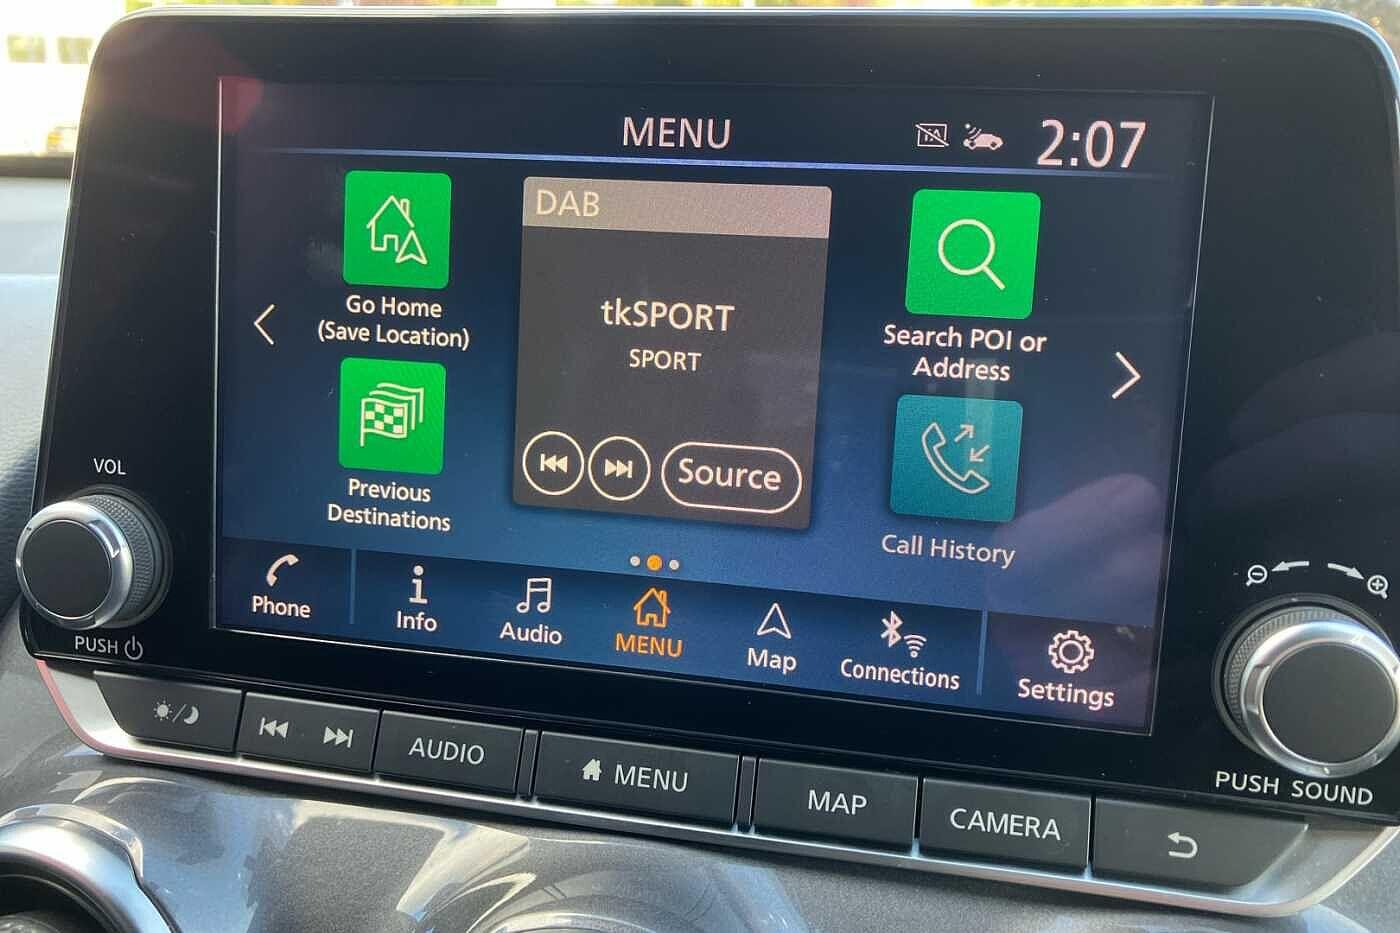 MENU
TA
2:07
DAB
tkSPORT
SPORT
Source
Go Home
(Save Location)
Previous
Destinations
Search POI or
Address
Call History
Phone
Info
Audio
MENU
Map
Connections
Settings
VOL
PUSH
PUSH SOUND
AUDIO
MENU
MAP
CAMERA